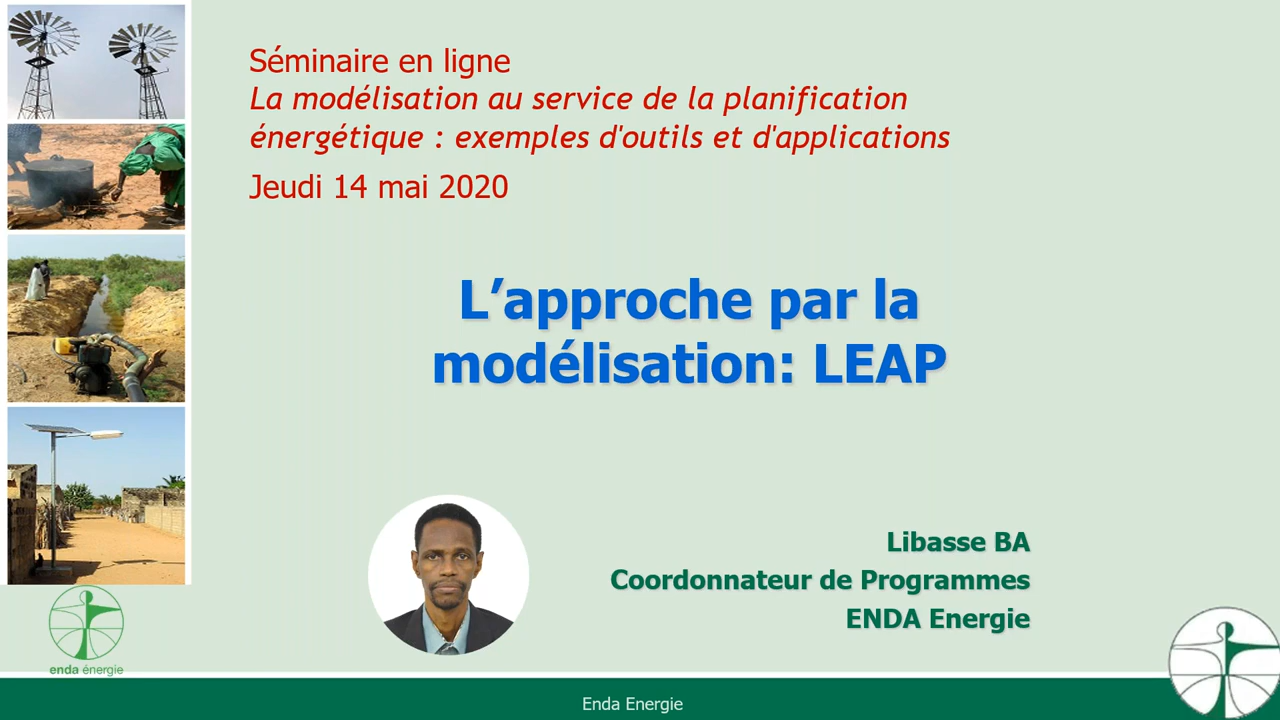 Séminaire en ligne
La modélisation au service de la planification
énergétique : exemples d'outils et d'applications
Jeudi 14 mai 2020
L’approche par la
modélisation: LEAP
Libasse BA
Coordonnateur de Programmes
ENDA Energie
enda énergie
Enda Energie